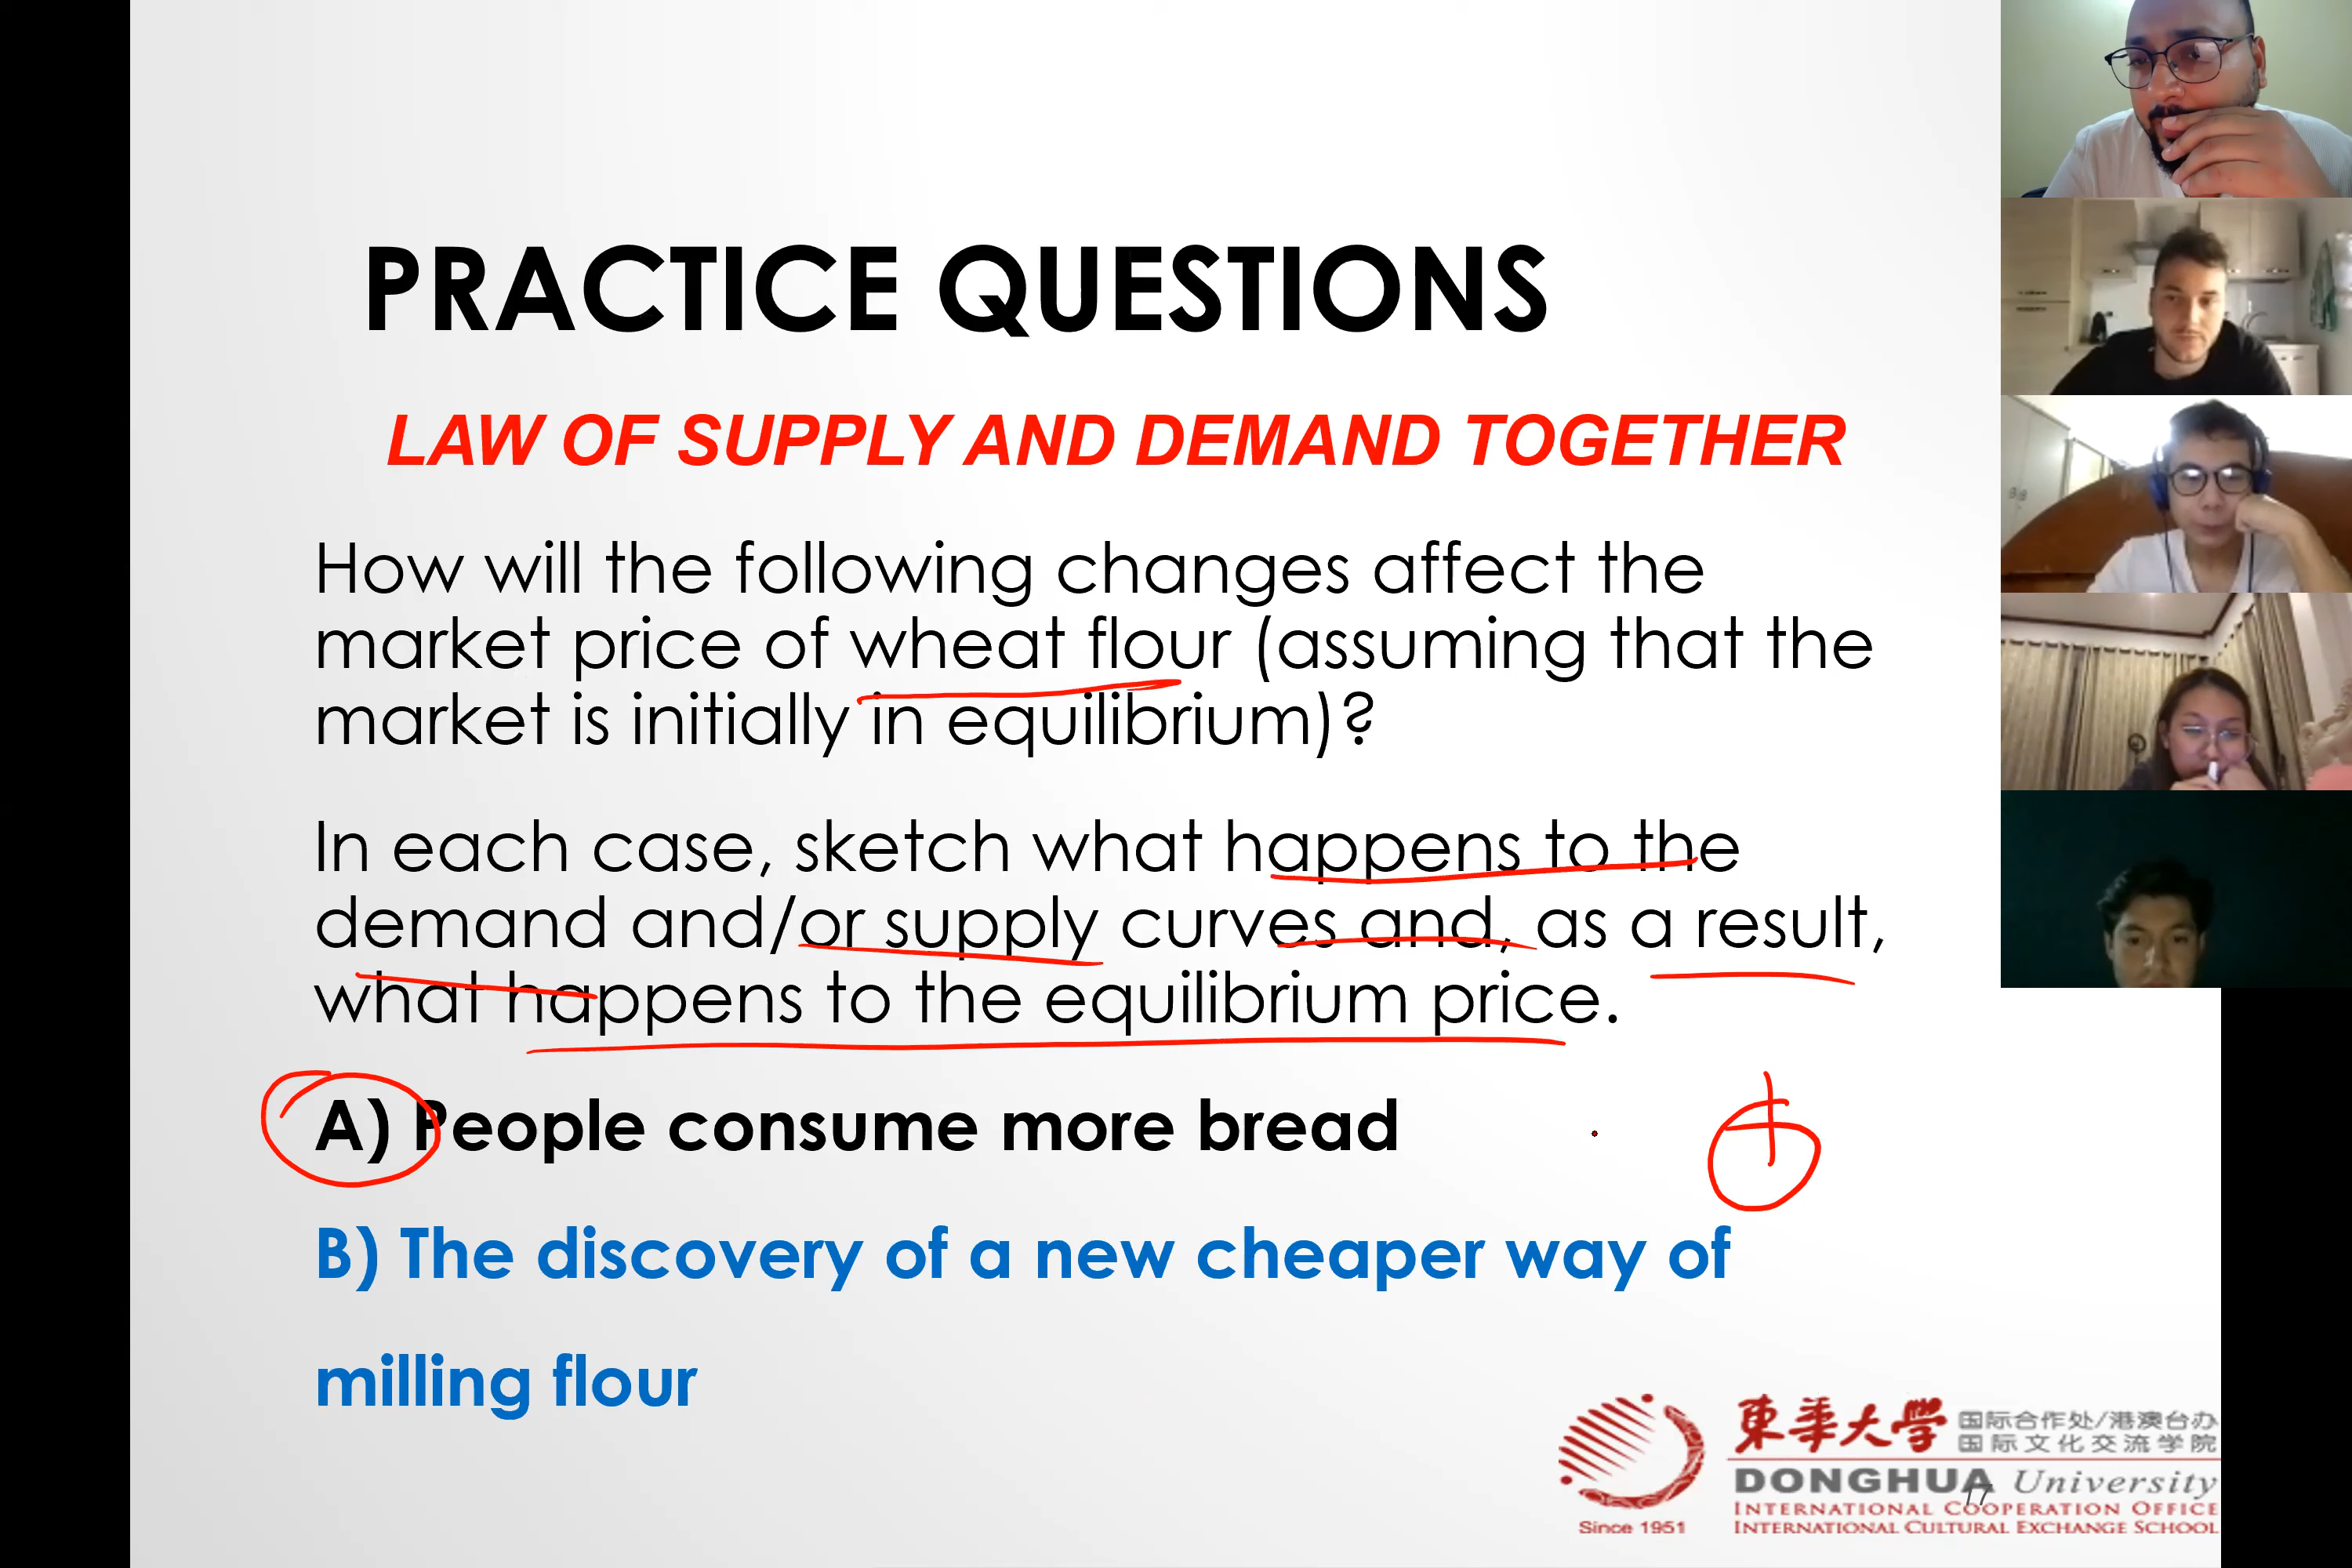 PRACTICE QUESTIONS
LAW OF SUPPLY AND DEMAND TOGETHER
How will the following changes affect the
market price of wheat flour (assuming that the
market is initially in equilibrium)?
In each case, sketch what happens to the
demand and/or supply curves and, as a result,
what happens to the equilibrium price.
A) People consume more bread
B) The discovery of a new cheaper way of
milling flour
Since 1951
東華大學
国际合作处/港澳台办
国际文化交流学院
DONGHUA University
17
INTERNATIONAL COOPERATION OFFICE
INTERNATIONAL CULTURAL EXCHANGE SCHOOL